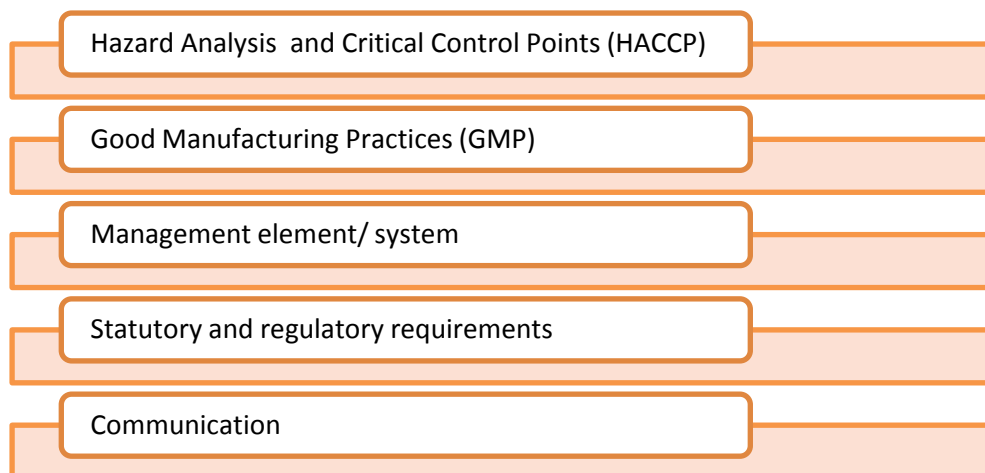 Hazard Analysis  and Critical Control Points (HACCP)
Good Manufacturing Practices (GMP)
Management element/ system
Statutory and regulatory requirements
Communication